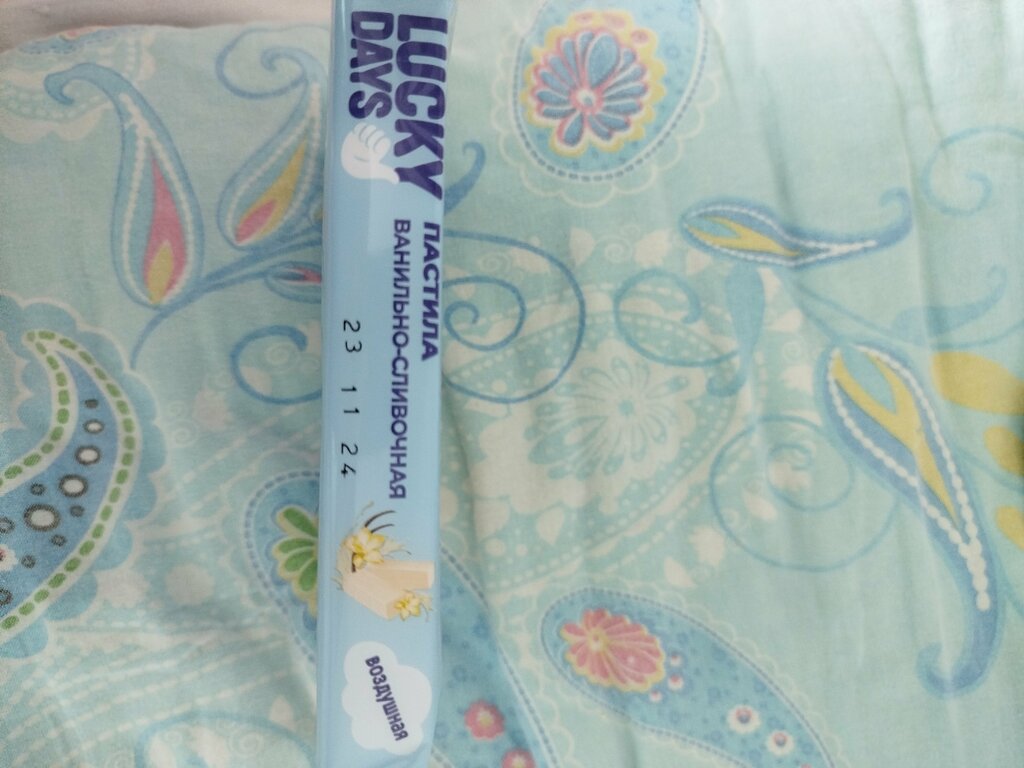 LUCKY
DAYS
ПАСТИЛА
ВАНИЛЬНО-СЛИВОЧНАЯ
23 11 24
ВОЗДУШНАЯ